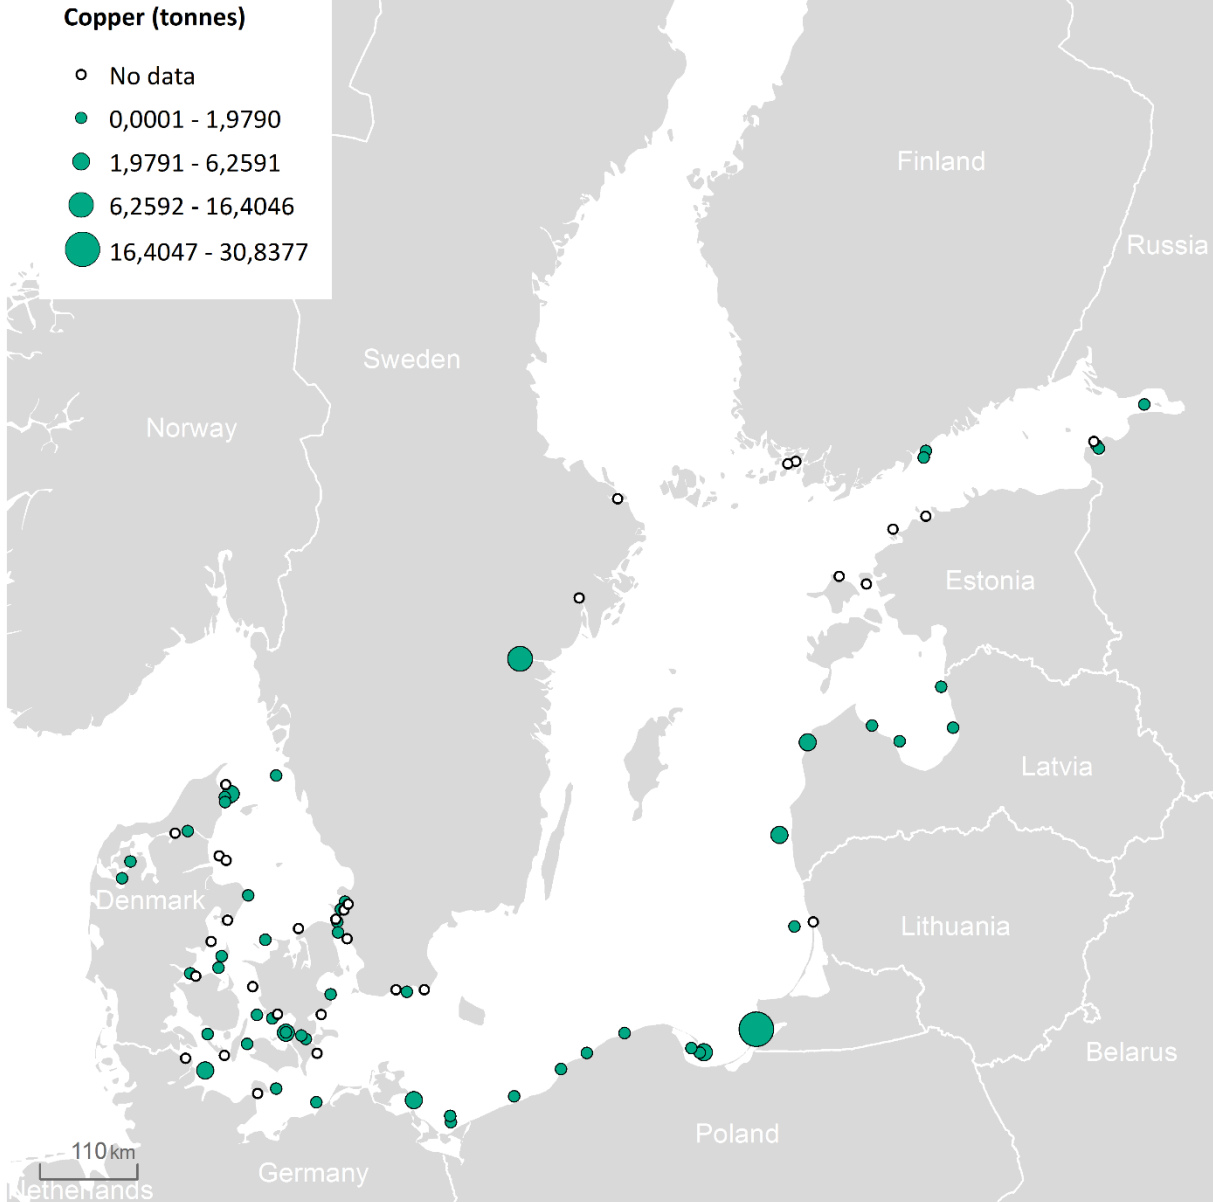 Copper (tonnes)
No data
0,0001 - 1,9790
1,9791 - 6,2591
6,2592 - 16,4046
16,4047 - 30,8377
Finland
Russia
Sweden
Norway
Estonia
Latvia
Denmark
Lithuania
Belarus
Poland
110 km
Germany
Netherlands